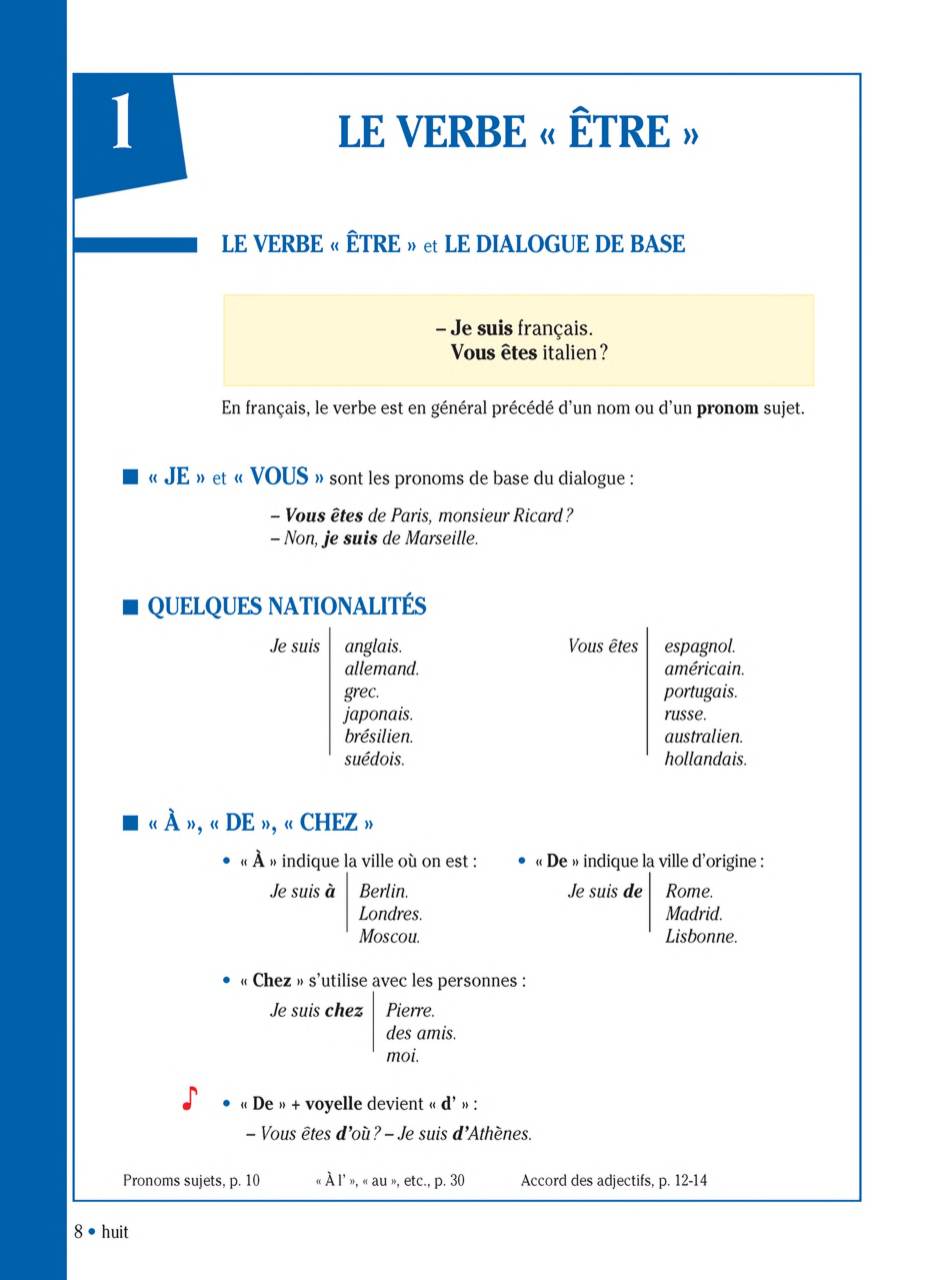 1
LE VERBE « ÊTRE »
LE VERBE « ÊTRE » et LE DIALOGUE DE BASE
– Je suis français.
Vous êtes italien ?
En français, le verbe est en général précédé d’un nom ou d’un pronom sujet.
« JE » et « VOUS » sont les pronoms de base du dialogue :
– Vous êtes de Paris, monsieur Ricard ?
– Non, je suis de Marseille.
QUELQUES NATIONALITÉS
Je suis
anglais.
allemand.
grec.
japonais.
brésilien.
suédois.
Vous êtes
espagnol.
américain.
portugais.
russe.
australien.
hollandais.
« À », « DE », « CHEZ »
• « À » indique la ville où on est :
Je suis à
Berlin.
Londres.
Moscou.
• « De » indique la ville d’origine :
Je suis de
Rome.
Madrid.
Lisbonne.
• « Chez » s’utilise avec les personnes :
Je suis chez
Pierre.
des amis.
moi.
• « De » + voyelle devient « d’ » :
– Vous êtes d’où ? – Je suis d’Athènes.
Pronoms sujets, p. 10
« À l’ », « au », etc., p. 30
Accord des adjectifs, p. 12-14
8 • huit